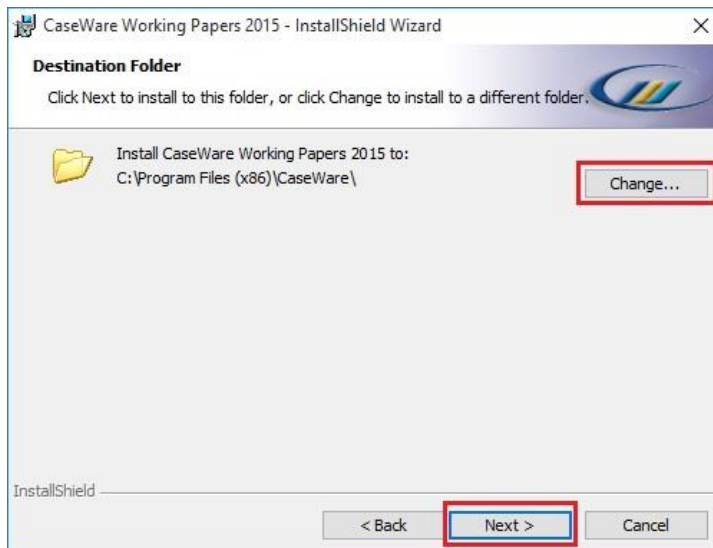 CaseWare Working Papers 2015 - InstallShield Wizard
Destination Folder
Click Next to install to this folder, or click Change to install to a different folder.
Install CaseWare Working Papers 2015 to:
C:\Program Files (x86)\CaseWare\
Change...
InstallShield
< Back
Next >
Cancel